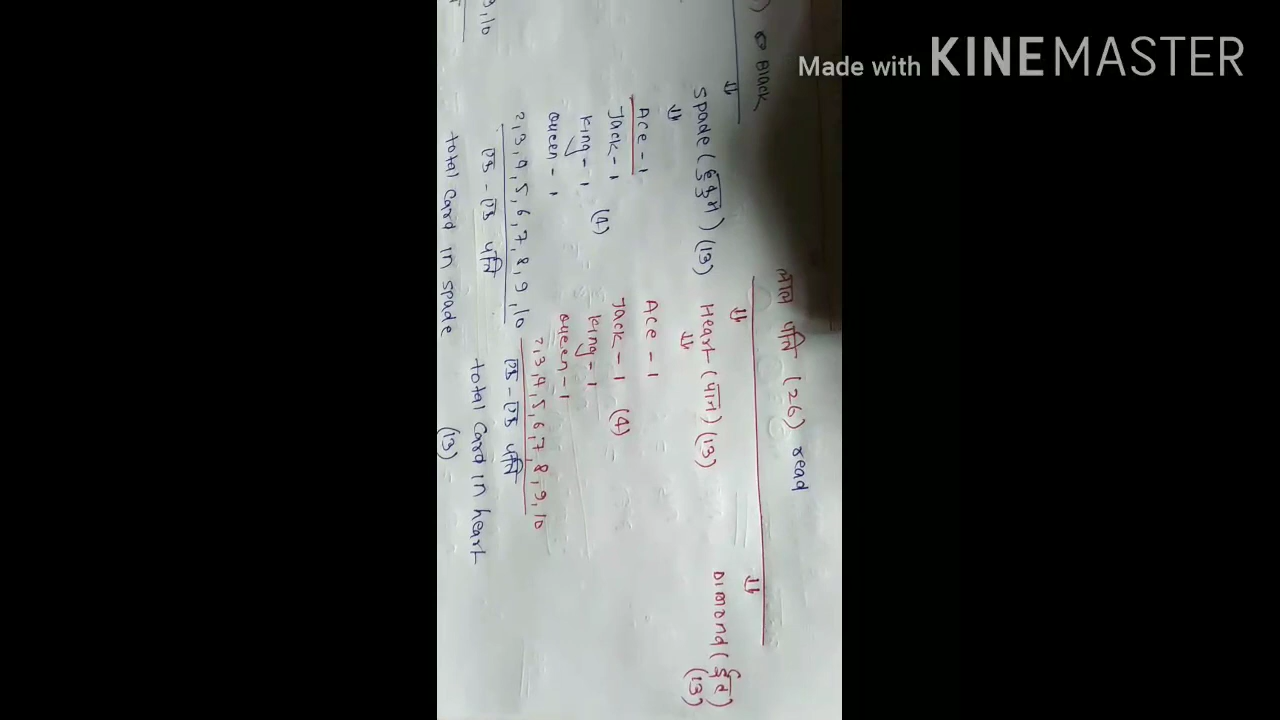 Made with KINEMASTER
Black
लाल पत्ति (26) read
Spade (हुकुम) (13)
Ace - 1
Jack - 1
King - 1 (4)
Queen - 1
2,3,4,5,6,7,8,9,10
एक - एक पत्ति
total card in spade
Heart (पान) (13)
Ace - 1
Jack - 1 (4)
King - 1
Queen - 1
2,3,4,5,6,7,8,9,10
एक - एक पत्ति
total card in heart
(13)
Dimond (
(13)
9,10